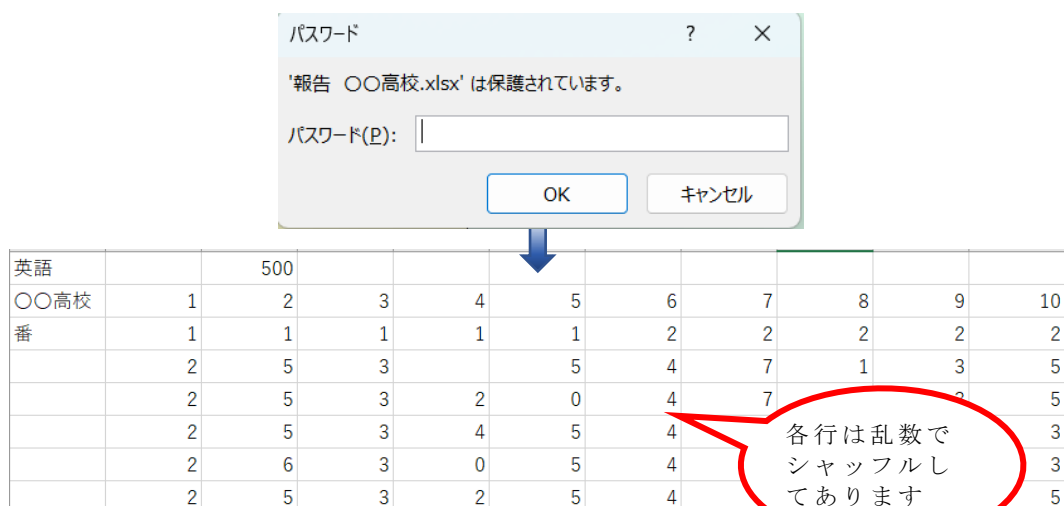 パスワード ? ×
'報告 〇〇高校.xlsx' は保護されています。
パスワード(P):
OK キャンセル
英語 500
〇〇高校 1 2 3 4 5 6 7 8 9 10
番 1 1 1 1 1 2 2 2 2 2
2 5 3 5 4 7 1 3 5
2 5 3 2 0 4 7 5
2 5 3 4 5 4 3
2 6 3 0 5 4 3
2 5 3 2 5 4 5
各行は乱数で
シャッフルし
てあります